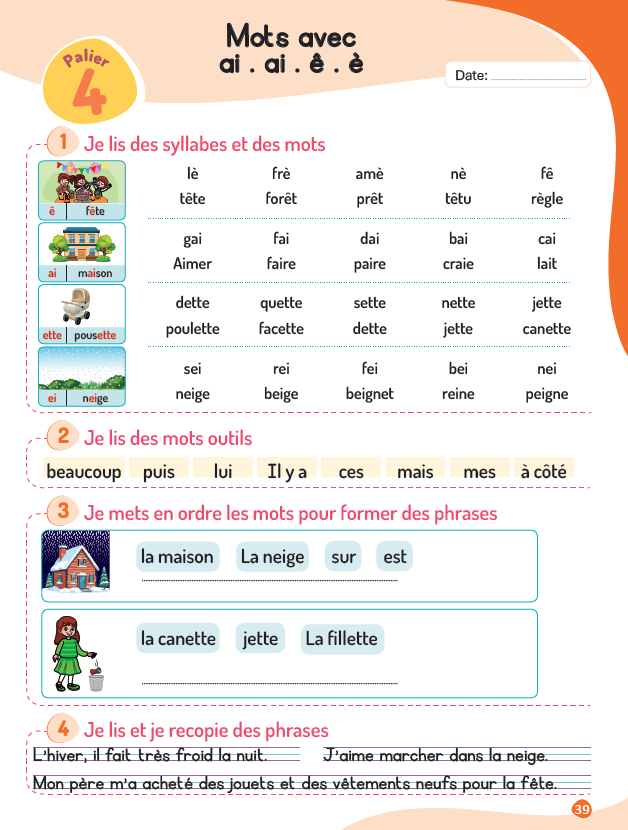 Palier
4
Mots avec
ai . ai . ê . è
Date:
1 Je lis des syllabes et des mots
ê fête
lè frè amè nè fê
tête forêt prêt têtu règle
ai maison
gai fai dai bai cai
Aimer faire paire craie lait
ette pousette
dette quette sette nette jette
poulette facette dette jette canette
ei neige
sei rei fei bei nei
neige beige beignet reine peigne
2 Je lis des mots outils
beaucoup puis lui Il y a ces mais mes à côté
3 Je mets en ordre les mots pour former des phrases
la maison La neige sur est
la canette jette La fillette
4 Je lis et je recopie des phrases
L'hiver, il fait très froid la nuit. J'aime marcher dans la neige.
Mon père m'a acheté des jouets et des vêtements neufs pour la fête.
39